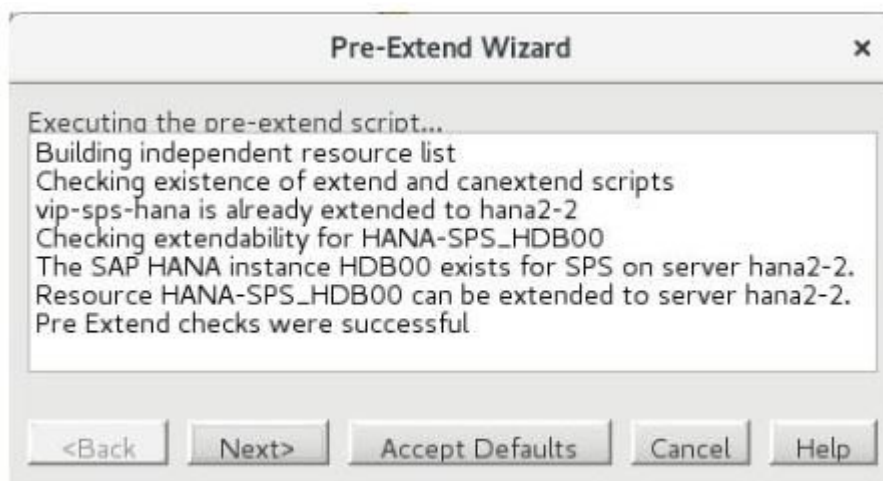 Pre-Extend Wizard ×
Executing the pre-extend script...
Building independent resource list
Checking existence of extend and canextend scripts
vip-sps-hana is already extended to hana2-2
Checking extendability for HANA-SPS_HDB00
The SAP HANA instance HDB00 exists for SPS on server hana2-2.
Resource HANA-SPS_HDB00 can be extended to server hana2-2.
Pre Extend checks were successful
<Back Next> Accept Defaults Cancel Help